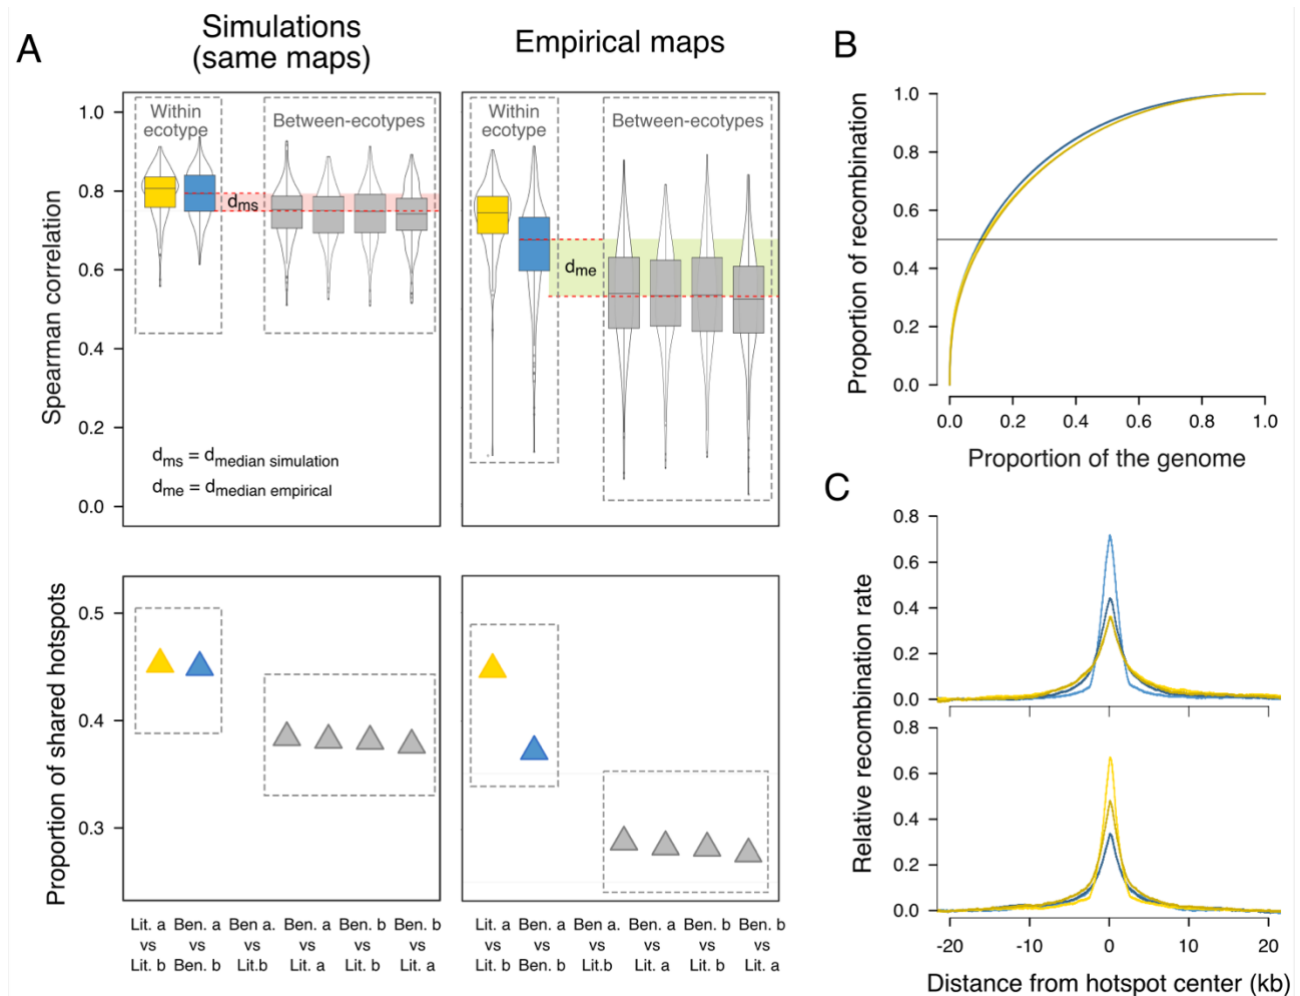 A
Simulations
(same maps)
Empirical maps
Within
ecotype
Between-ecotypes
Within
ecotype
Between-ecotypes
1.0
0.8
0.6
0.4
0.2
0.0
Spearman correlation
dms
dme
dms = dmedian simulation
dme = dmedian empirical
0.5
0.4
0.3
Proportion of shared hotspots
Lit. a Ben. a Ben a. Ben. a Ben. b Ben. b
vs vs vs vs vs vs
Lit. b Ben. b Lit.b Lit. a Lit. b Lit. a
Lit. a Ben. a Ben a. Ben. a Ben. b Ben. b
vs vs vs vs vs vs
Lit. b Ben. b Lit.b Lit. a Lit. b Lit. a
B
1.0
0.8
0.6
0.4
0.2
0.0
Proportion of recombination
0.0 0.2 0.4 0.6 0.8 1.0
Proportion of the genome
C
0.8
0.6
0.4
0.2
0.0
0.8
0.6
0.4
0.2
0.0
Relative recombination rate
-20 -10 0 10 20
Distance from hotspot center (kb)